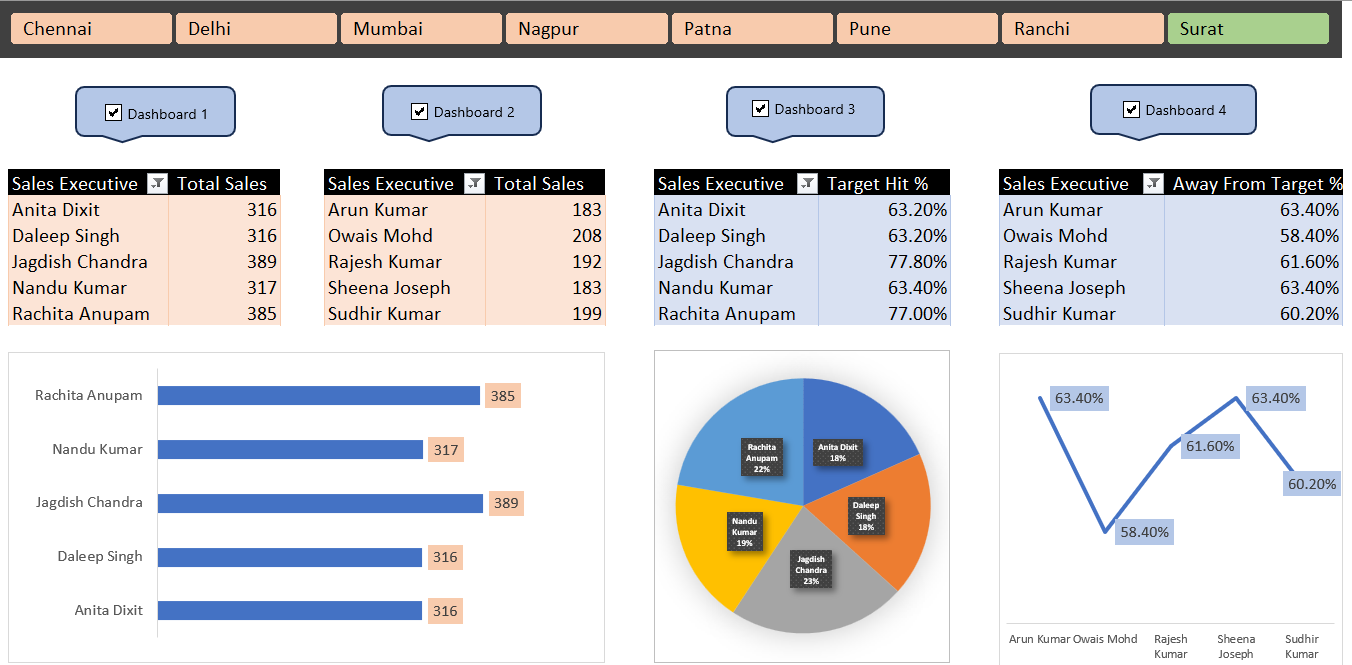 Chennai Delhi Mumbai Nagpur Patna Pune Ranchi Surat
Dashboard 1 Dashboard 2 Dashboard 3 Dashboard 4
Sales Executive Total Sales
Anita Dixit 316
Daleep Singh 316
Jagdish Chandra 389
Nandu Kumar 317
Rachita Anupam 385
Sales Executive Total Sales
Arun Kumar 183
Owais Mohd 208
Rajesh Kumar 192
Sheena Joseph 183
Sudhir Kumar 199
Sales Executive Target Hit %
Anita Dixit 63.20%
Daleep Singh 63.20%
Jagdish Chandra 77.80%
Nandu Kumar 63.40%
Rachita Anupam 77.00%
Sales Executive Away From Target %
Arun Kumar 63.40%
Owais Mohd 58.40%
Rajesh Kumar 61.60%
Sheena Joseph 63.40%
Sudhir Kumar 60.20%
Rachita Anupam 385
Nandu Kumar 317
Jagdish Chandra 389
Daleep Singh 316
Anita Dixit 316
Rachita
Anupam
22%
Anita Dixit
18%
Daleep
Singh
18%
Nandu
Kumar
19%
Jagdish
Chandra
23%
63.40% 63.40%
61.60%
60.20%
58.40%
Arun Kumar Owais Mohd Rajesh Sheena Sudhir
Kumar Joseph Kumar